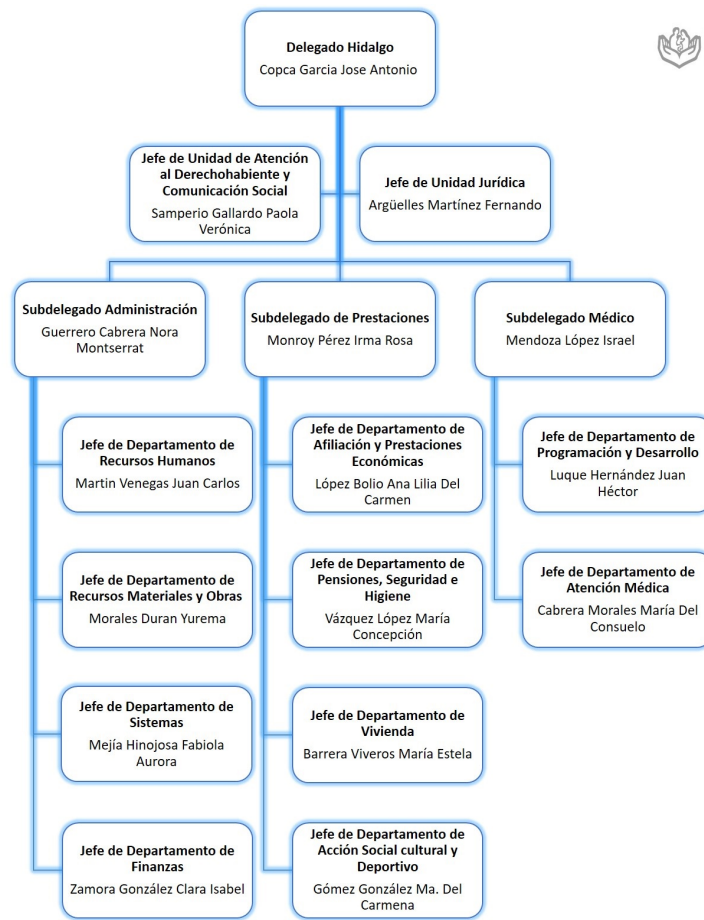 Delegado Hidalgo
Copca Garcia Jose Antonio
Jefe de Unidad de Atención
al Derechohabiente y
Comunicación Social
Samperio Gallardo Paola
Verónica
Jefe de Unidad Jurídica
Argüelles Martínez Fernando
Subdelegado Administración
Guerrero Cabrera Nora
Montserrat
Subdelegado de Prestaciones
Monroy Pérez Irma Rosa
Subdelegado Médico
Mendoza López Israel
Jefe de Departamento de
Recursos Humanos
Martin Venegas Juan Carlos
Jefe de Departamento de
Afiliación y Prestaciones
Económicas
López Bolio Ana Lilia Del
Carmen
Jefe de Departamento de
Programación y Desarrollo
Luque Hernández Juan
Héctor
Jefe de Departamento de
Recursos Materiales y Obras
Morales Duran Yurema
Jefe de Departamento de
Pensiones, Seguridad e
Higiene
Vázquez López María
Concepción
Jefe de Departamento de
Atención Médica
Cabrera Morales María Del
Consuelo
Jefe de Departamento de
Sistemas
Mejía Hinojosa Fabiola
Aurora
Jefe de Departamento de
Vivienda
Barrera Viveros María Estela
Jefe de Departamento de
Finanzas
Zamora González Clara Isabel
Jefe de Departamento de
Acción Social cultural y
Deportivo
Gómez González Ma. Del
Carmena